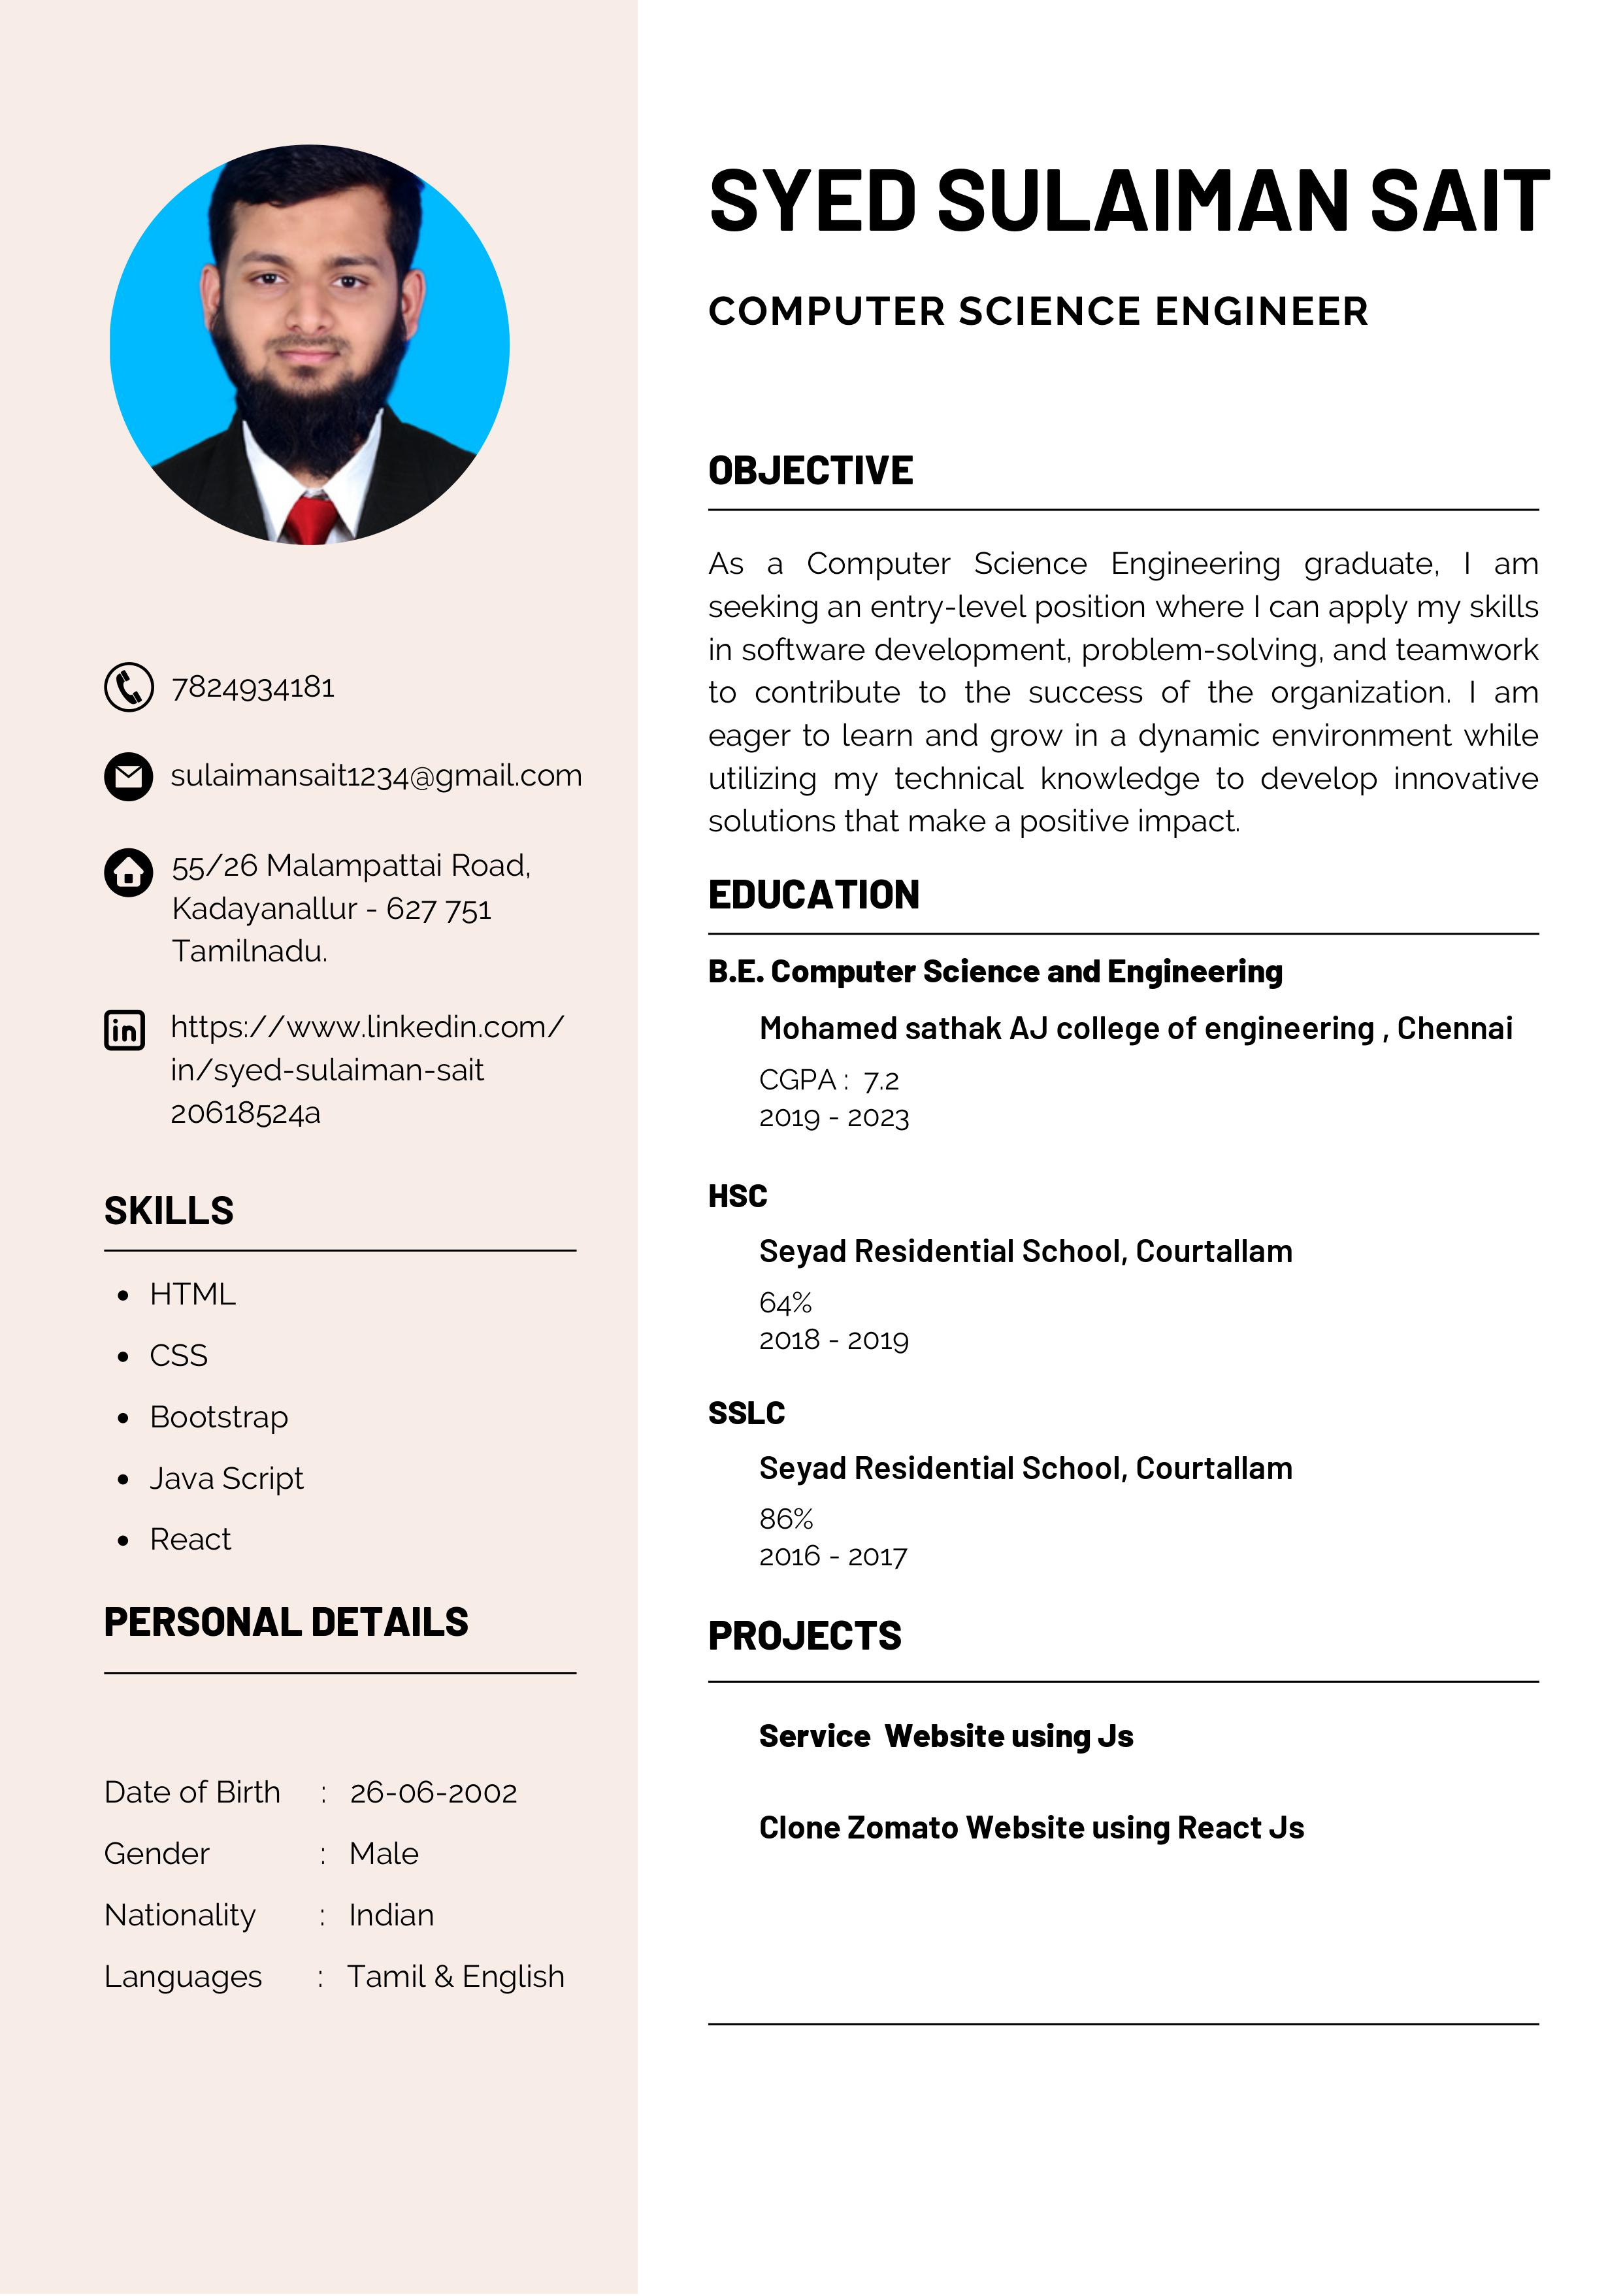 SYED SULAIMAN SAIT
COMPUTER SCIENCE ENGINEER
7824934181
sulaimansait1234@gmail.com
55/26 Malampattai Road,
Kadayanallur - 627 751
Tamilnadu.
https://www.linkedin.com/
in/syed-sulaiman-sait
20618524a
SKILLS
• HTML
• CSS
• Bootstrap
• Java Script
• React
PERSONAL DETAILS
Date of Birth : 26-06-2002
Gender : Male
Nationality : Indian
Languages : Tamil & English
OBJECTIVE
As a Computer Science Engineering graduate, I am
seeking an entry-level position where I can apply my skills
in software development, problem-solving, and teamwork
to contribute to the success of the organization. I am
eager to learn and grow in a dynamic environment while
utilizing my technical knowledge to develop innovative
solutions that make a positive impact.
EDUCATION
B.E. Computer Science and Engineering
Mohamed sathak AJ college of engineering , Chennai
CGPA : 7.2
2019 - 2023
HSC
Seyad Residential School, Courtallam
64%
2018 - 2019
SSLC
Seyad Residential School, Courtallam
86%
2016 - 2017
PROJECTS
Service Website using Js
Clone Zomato Website using React Js